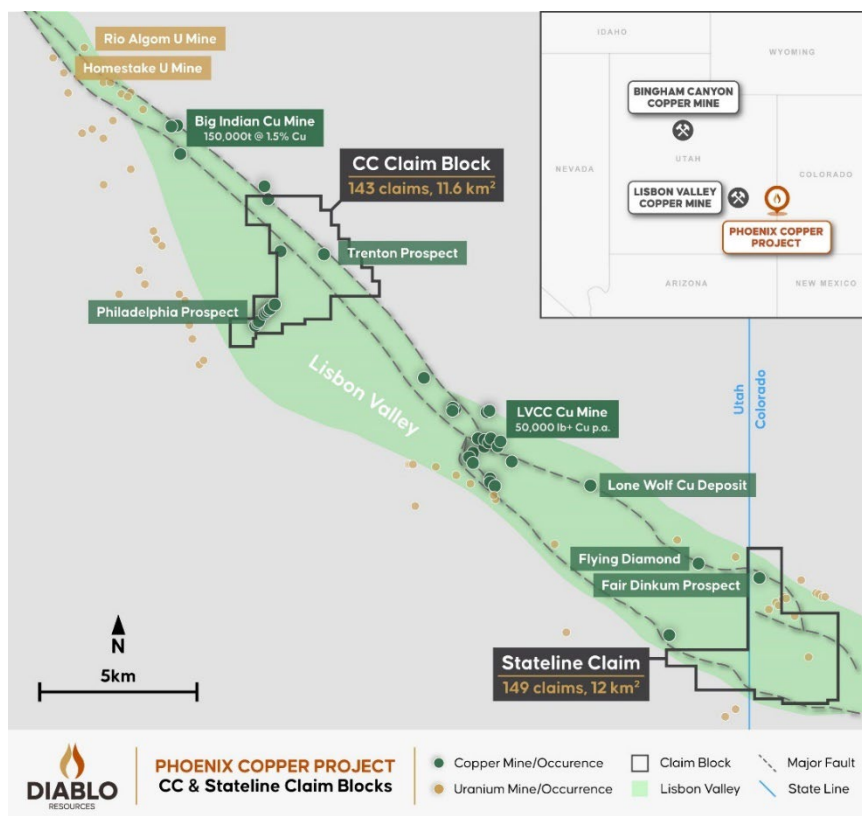 Rio Algom U Mine
Homestake U Mine
Big Indian Cu Mine
150,000t @ 1.5% Cu
CC Claim Block
143 claims, 11.6 km²
Trenton Prospect
Philadelphia Prospect
Lisbon Valley
LVCC Cu Mine
50,000 lb+ Cu p.a.
Lone Wolf Cu Deposit
Flying Diamond
Fair Dinkum Prospect
Stateline Claim
149 claims, 12 km²
Utah
Colorado
N
5km
IDAHO
WYOMING
BINGHAM CANYON
COPPER MINE
NEVADA
UTAH
COLORADO
LISBON VALLEY
COPPER MINE
PHOENIX COPPER
PROJECT
ARIZONA
NEW MEXICO
DIABLO
RESOURCES
PHOENIX COPPER PROJECT
CC & Stateline Claim Blocks
Copper Mine/Occurence
Uranium Mine/Occurrence
Claim Block
Lisbon Valley
Major Fault
State Line